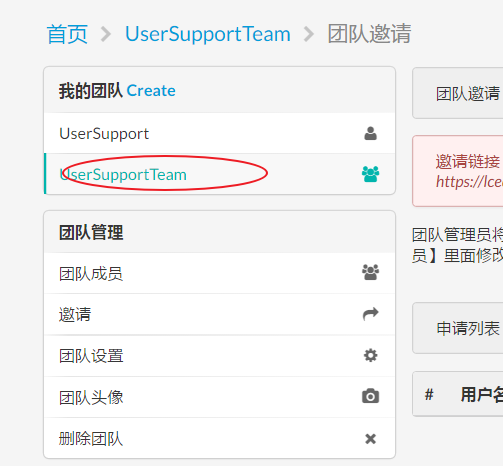 首页 UserSupportTeam 团队邀请
我的团队 Create
UserSupport
UserSupportTeam
团队管理
团队成员
邀请
团队设置
团队头像
删除团队
团队邀请
邀请链接
https://lce
团队管理员将
员】里面修改
申请列表
# 用户名